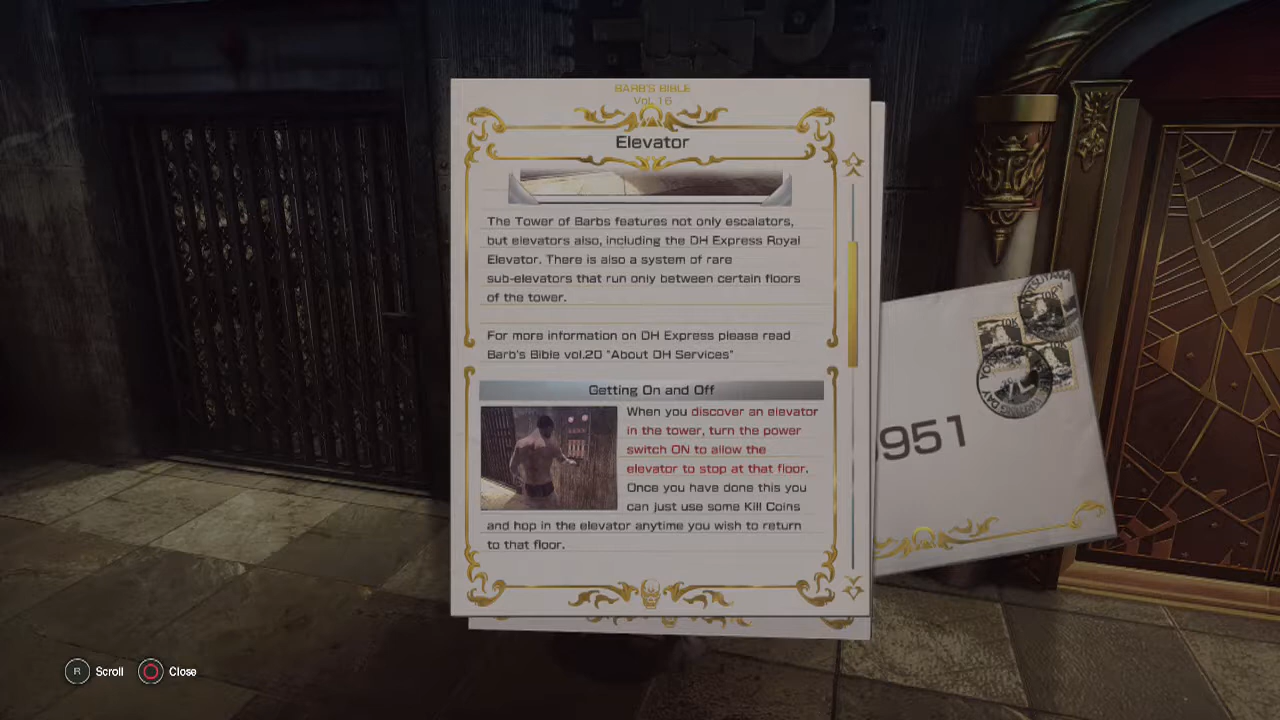 BARB'S BIBLE
Vol. 16
Elevator
The Tower of Barbs features not only escalators,
but elevators also, including the DH Express Royal
Elevator. There is also a system of rare
sub-elevators that run only between certain floors
of the tower.
For more information on DH Express please read
Barb's Bible vol.20 "About DH Services"
Getting On and Off
When you discover an elevator
in the tower, turn the power
switch ON to allow the
elevator to stop at that floor.
Once you have done this you
can just use some Kill Coins
and hop in the elevator anytime you wish to return
to that floor.
951
R Scroll Close